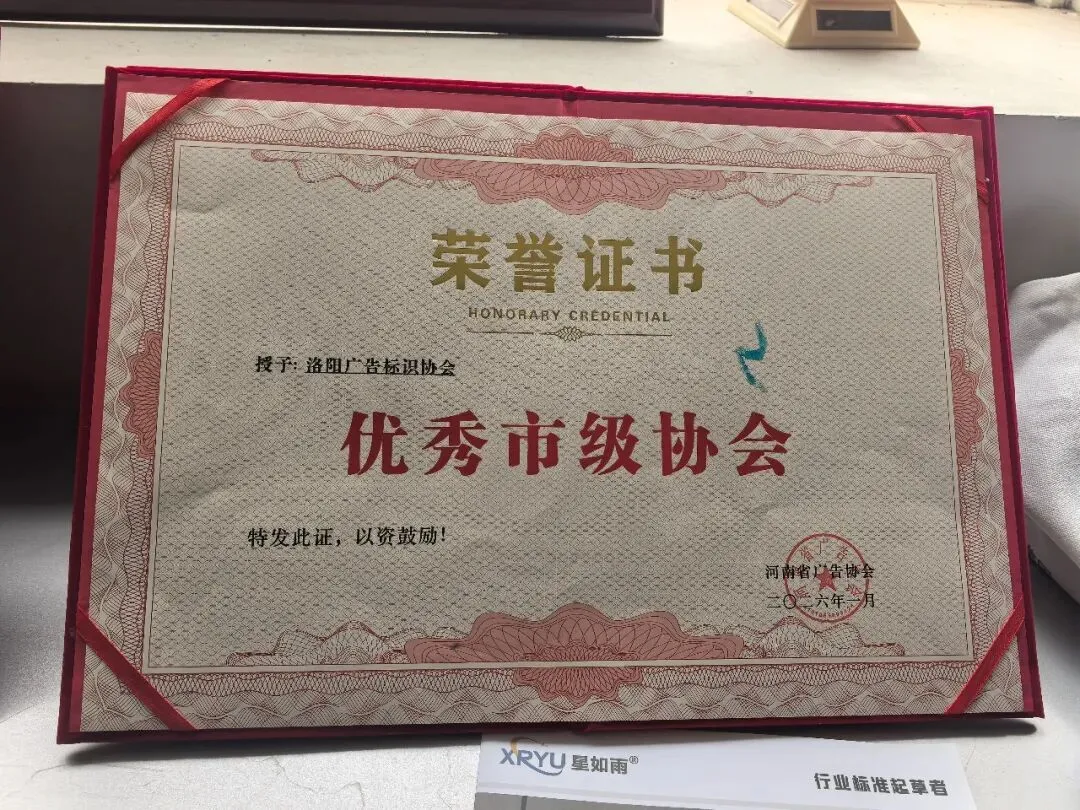 荣誉证书
HONORARY CREDENTIAL
授予: 洛阳广告标识协会
优秀市级协会
特发此证，以资鼓励！
河南省广告协会
二〇二六年一月
XRYU 星如雨®
行业标准起草者